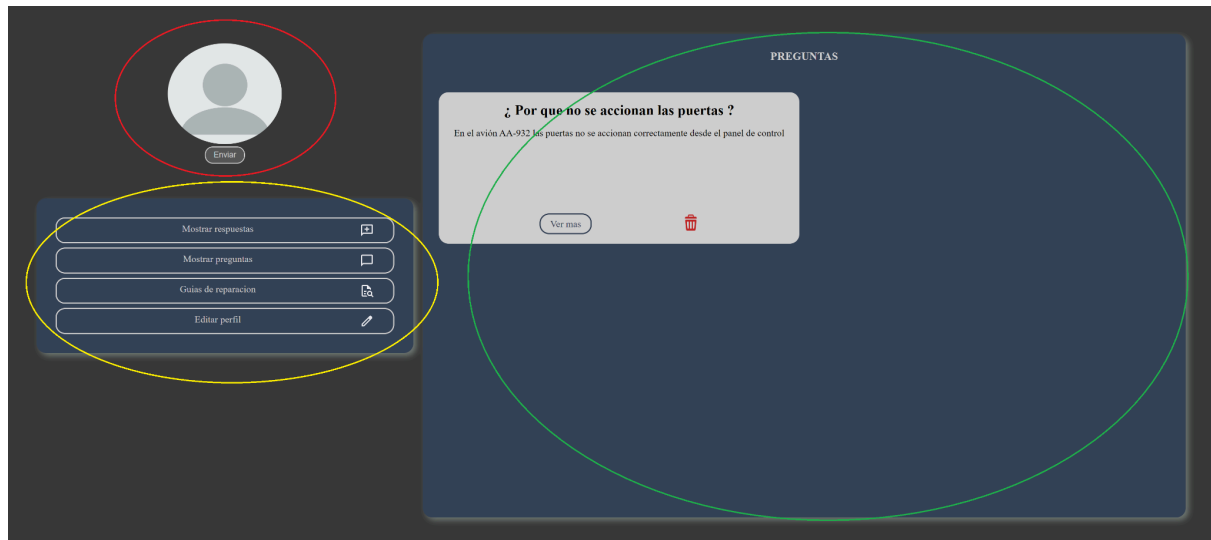 Enviar
Mostrar respuestas
Mostrar preguntas
Guias de reparacion
Editar perfil
PREGUNTAS
¿ Por que no se accionan las puertas ?
En el avión AA-932 las puertas no se accionan correctamente desde el panel de control
Ver mas